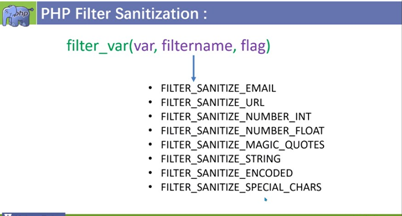 PHP Filter Sanitization :
filter_var(var, filtername, flag)
• FILTER_SANITIZE_EMAIL
• FILTER_SANITIZE_URL
• FILTER_SANITIZE_NUMBER_INT
• FILTER_SANITIZE_NUMBER_FLOAT
• FILTER_SANITIZE_MAGIC_QUOTES
• FILTER_SANITIZE_STRING
• FILTER_SANITIZE_ENCODED
• FILTER_SANITIZE_SPECIAL_CHARS